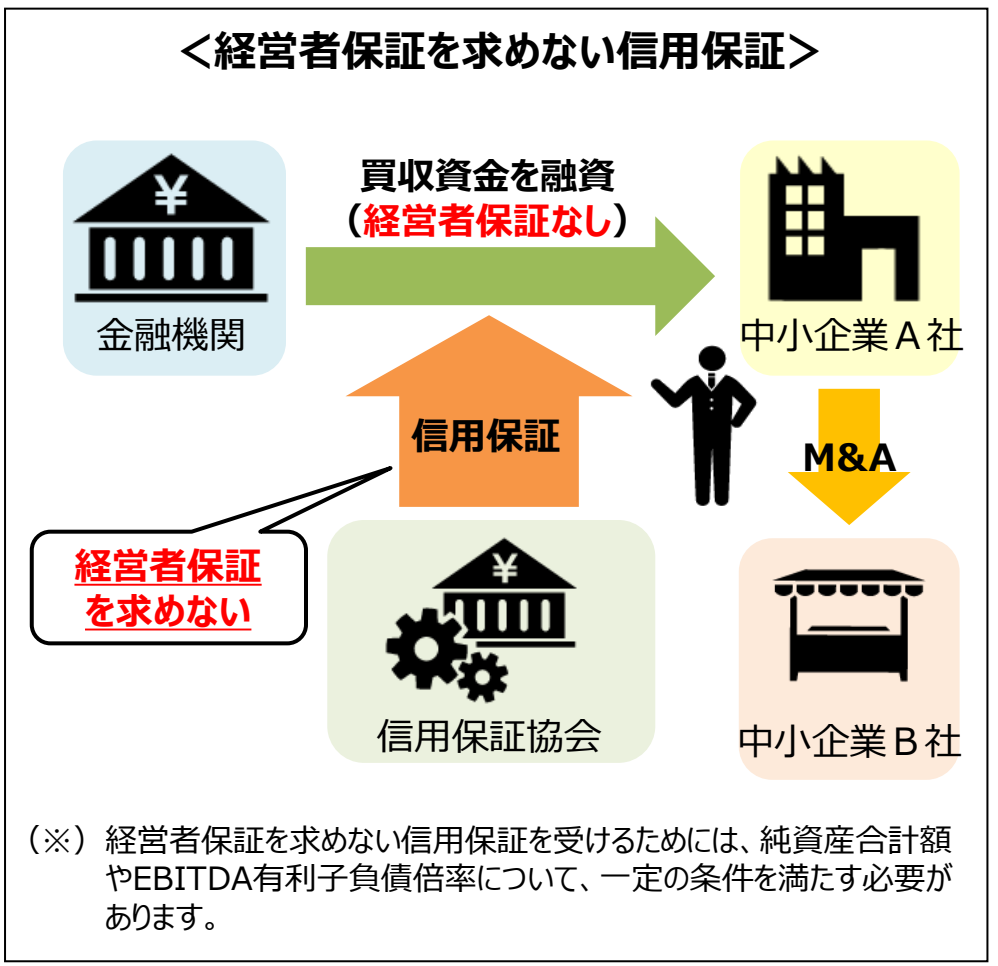 ＜経営者保証を求めない信用保証＞
買収資金を融資
（経営者保証なし）
¥
金融機関
中小企業Ａ社
信用保証
M&A
経営者保証
を求めない
¥
信用保証協会
中小企業Ｂ社
（※）経営者保証を求めない信用保証を受けるためには、純資産合計額
やEBITDA有利子負債倍率について、一定の条件を満たす必要が
あります。